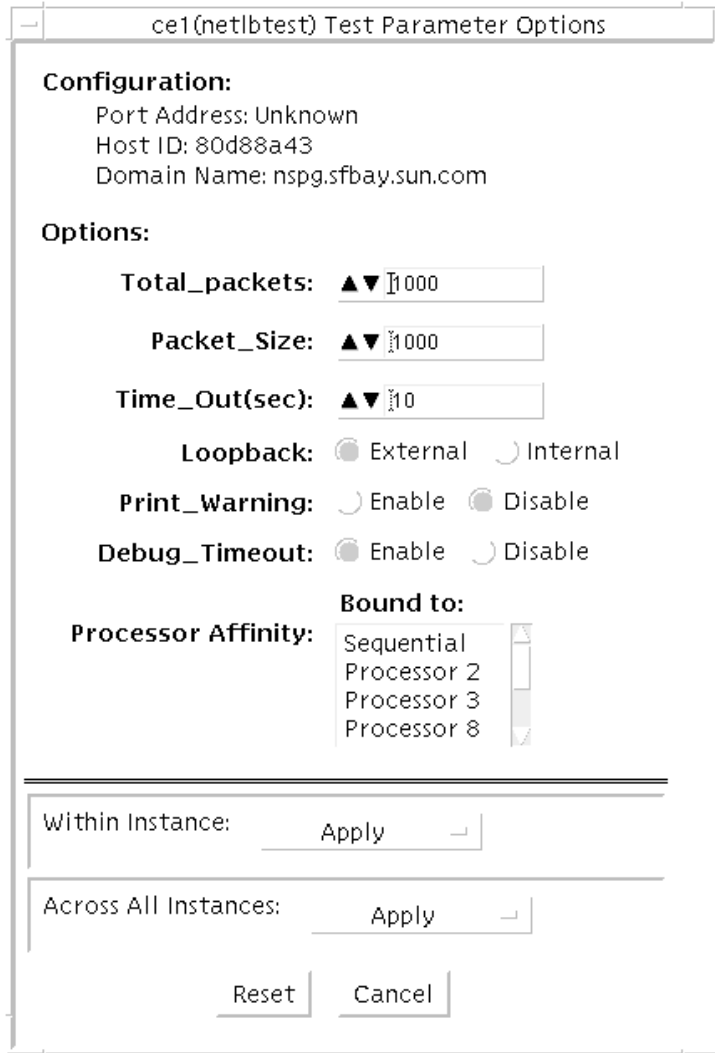 ce1(netlbtest) Test Parameter Options
Configuration:
Port Address: Unknown
Host ID: 80d88a43
Domain Name: nspg.sfbay.sun.com
Options:
Total_packets: 1000
Packet_Size: 1000
Time_Out(sec): 10
Loopback: External Internal
Print_Warning: Enable Disable
Debug_Timeout: Enable Disable
Bound to:
Processor Affinity:
Sequential
Processor 2
Processor 3
Processor 8
Within Instance: Apply
Across All Instances: Apply
Reset Cancel